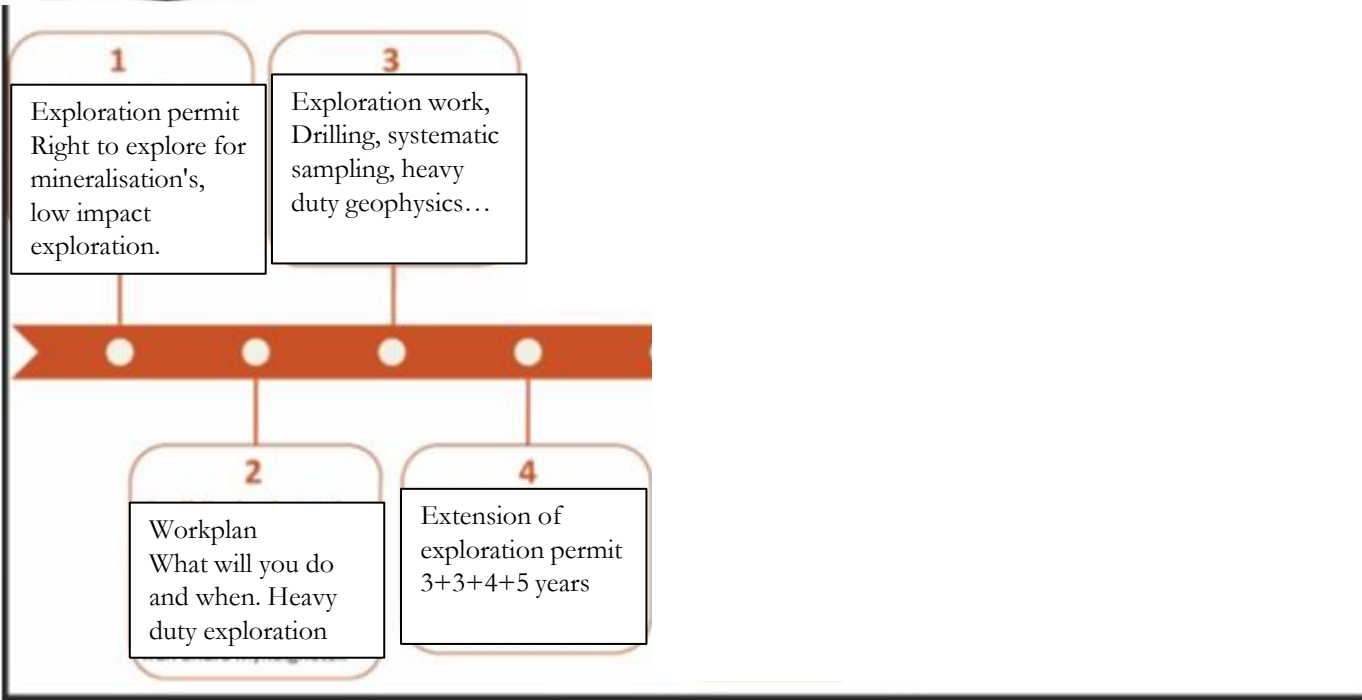 1
Exploration permit
Right to explore for
mineralisation's,
low impact
exploration.
2
Workplan
What will you do
and when. Heavy
duty exploration
3
Exploration work,
Drilling, systematic
sampling, heavy
duty geophysics…
4
Extension of
exploration permit
3+3+4+5 years